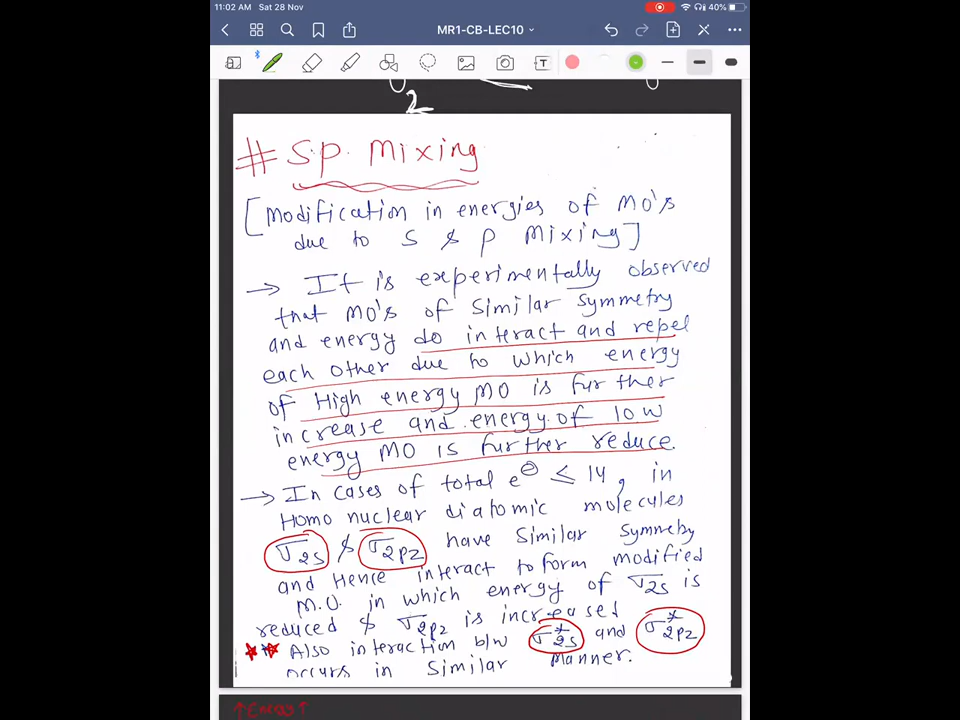 11:02 AM Sat 28 Nov
40%
MR1-CB-LEC10
T
2
# S.P. Mixing
[Modification in energies of MO's
due to S & P Mixing]
→ It is experimentally observed
that MO's of Similar Symmetry
and energy do interact and repel
each other due to which energy
of High energy MO is further
increase and energy of low
energy MO is further reduce.
→ In cases of total e⊖ ≤ 14, in
Homo nuclear diatomic molecules
σ2s & σ2pz have Similar Symmetry
and Hence interact to form modified
M.O. in which energy of σ2s is
reduced & σ2pz is increased
** Also interaction b/w σ*2s and σ*2pz
occurs in Similar manner.
↑Energy↑